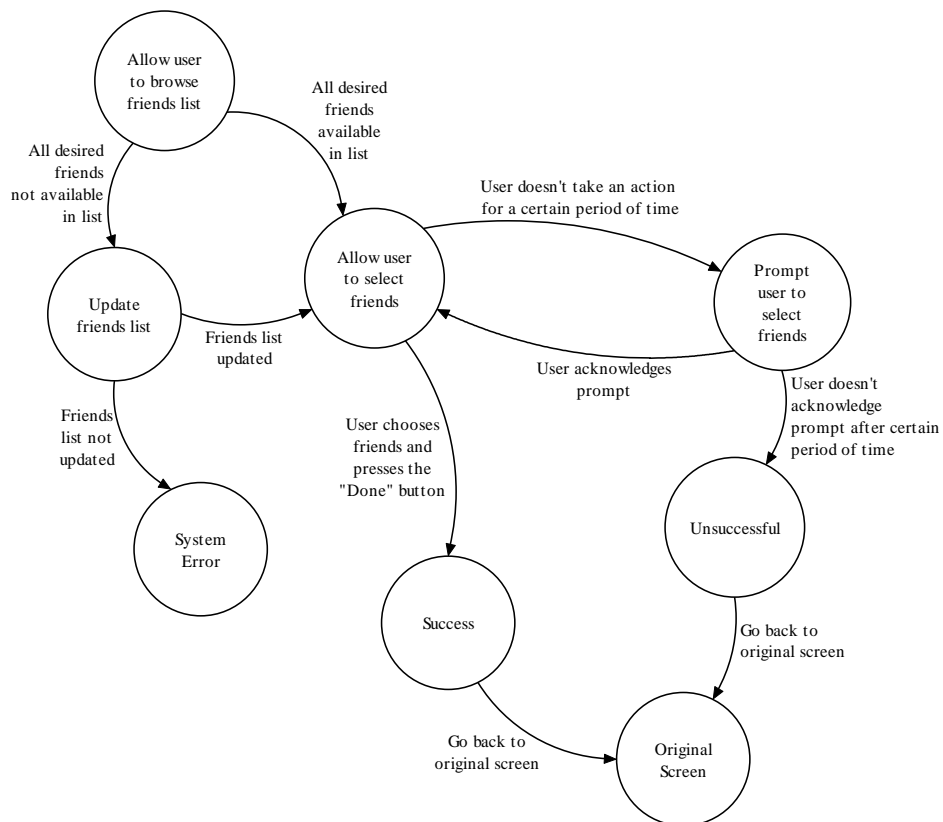 Allow user
to browse
friends list
All desired
friends
available
in list
All desired
friends
not available
in list
User doesn't take an action
for a certain period of time
Allow user
to select
friends
Prompt
user to
select
friends
Update
friends list
Friends list
updated
User acknowledges
prompt
User doesn't
acknowledge
prompt after certain
period of time
Friends
list not
updated
User chooses
friends and
presses the
"Done" button
System
Error
Unsuccessful
Success
Go back to
original screen
Go back to
original screen
Original
Screen